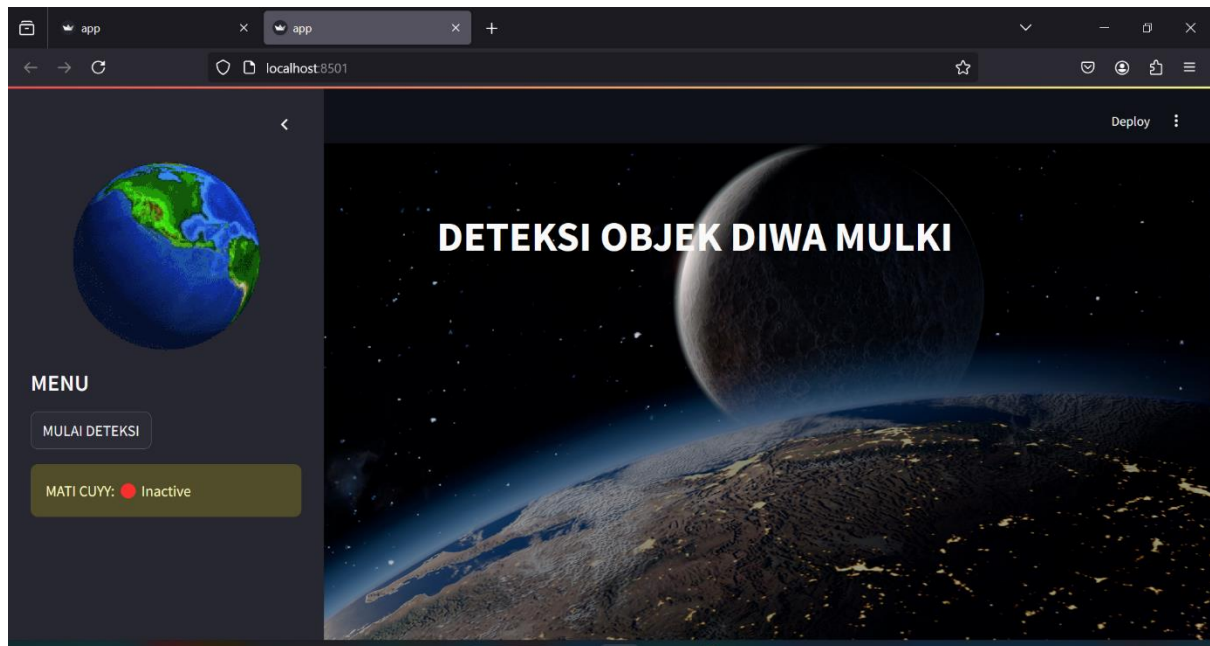 app
app
localhost:8501
Deploy
DETEKSI OBJEK DIWA MULKI
MENU
MULAI DETEKSI
MATI CUYY: 🔴 Inactive